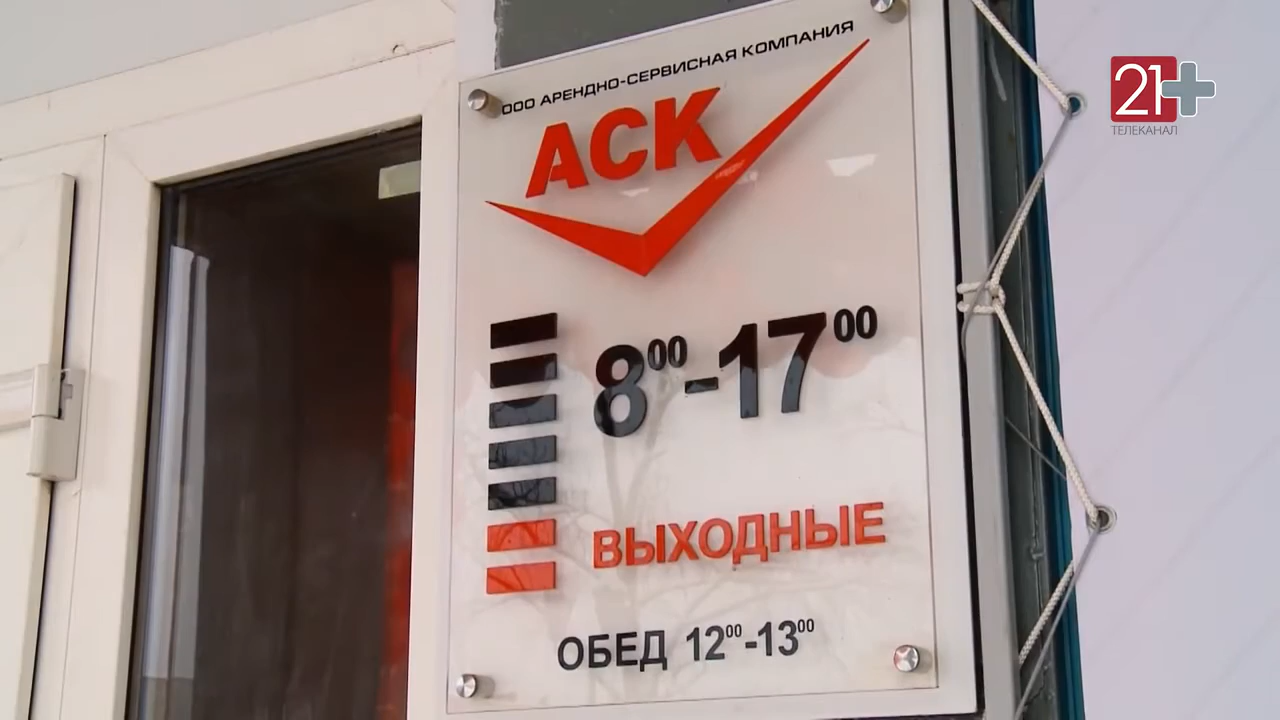 ООО АРЕНДНО-СЕРВИСНАЯ КОМПАНИЯ
АСК
8⁰⁰-17⁰⁰
ВЫХОДНЫЕ
ОБЕД 12⁰⁰-13⁰⁰
21+
ТЕЛЕКАНАЛ